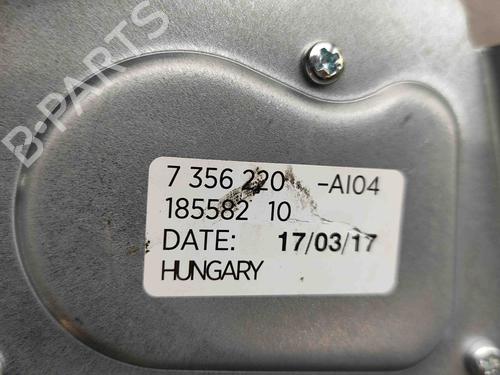 B-PARTS
7 356 220 -AI04
185582 10
DATE: 17/03/17
HUNGARY